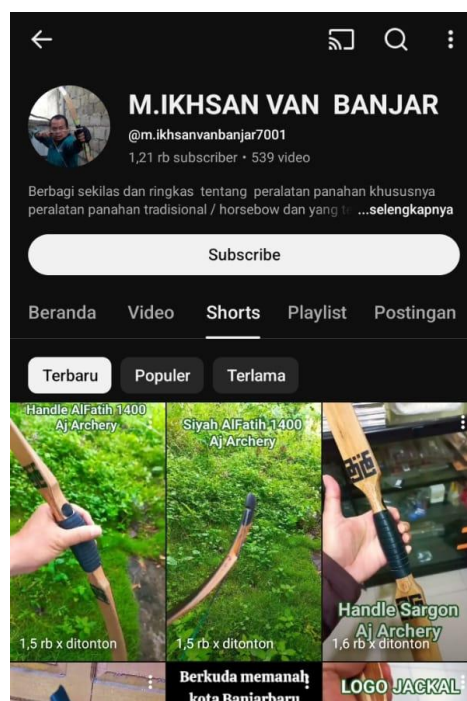 M.IKHSAN VAN BANJAR
@m.ikhsanvanbanjar7001
1,21 rb subscriber • 539 video
Berbagi sekilas dan ringkas tentang peralatan panahan khususnya
peralatan panahan tradisional / horsebow dan yang ...selengkapnya
Subscribe
Beranda Video Shorts Playlist Postingan
Terbaru Populer Terlama
Handle AlFatih 1400
Aj Archery
1,5 rb x ditonton
Siyah AlFatih 1400
Aj Archery
1,5 rb x ditonton
Handle Sargon
Aj Archery
1,6 rb x ditonton
Berkuda memanah
kota Banjarbaru
LOGO JACKAL